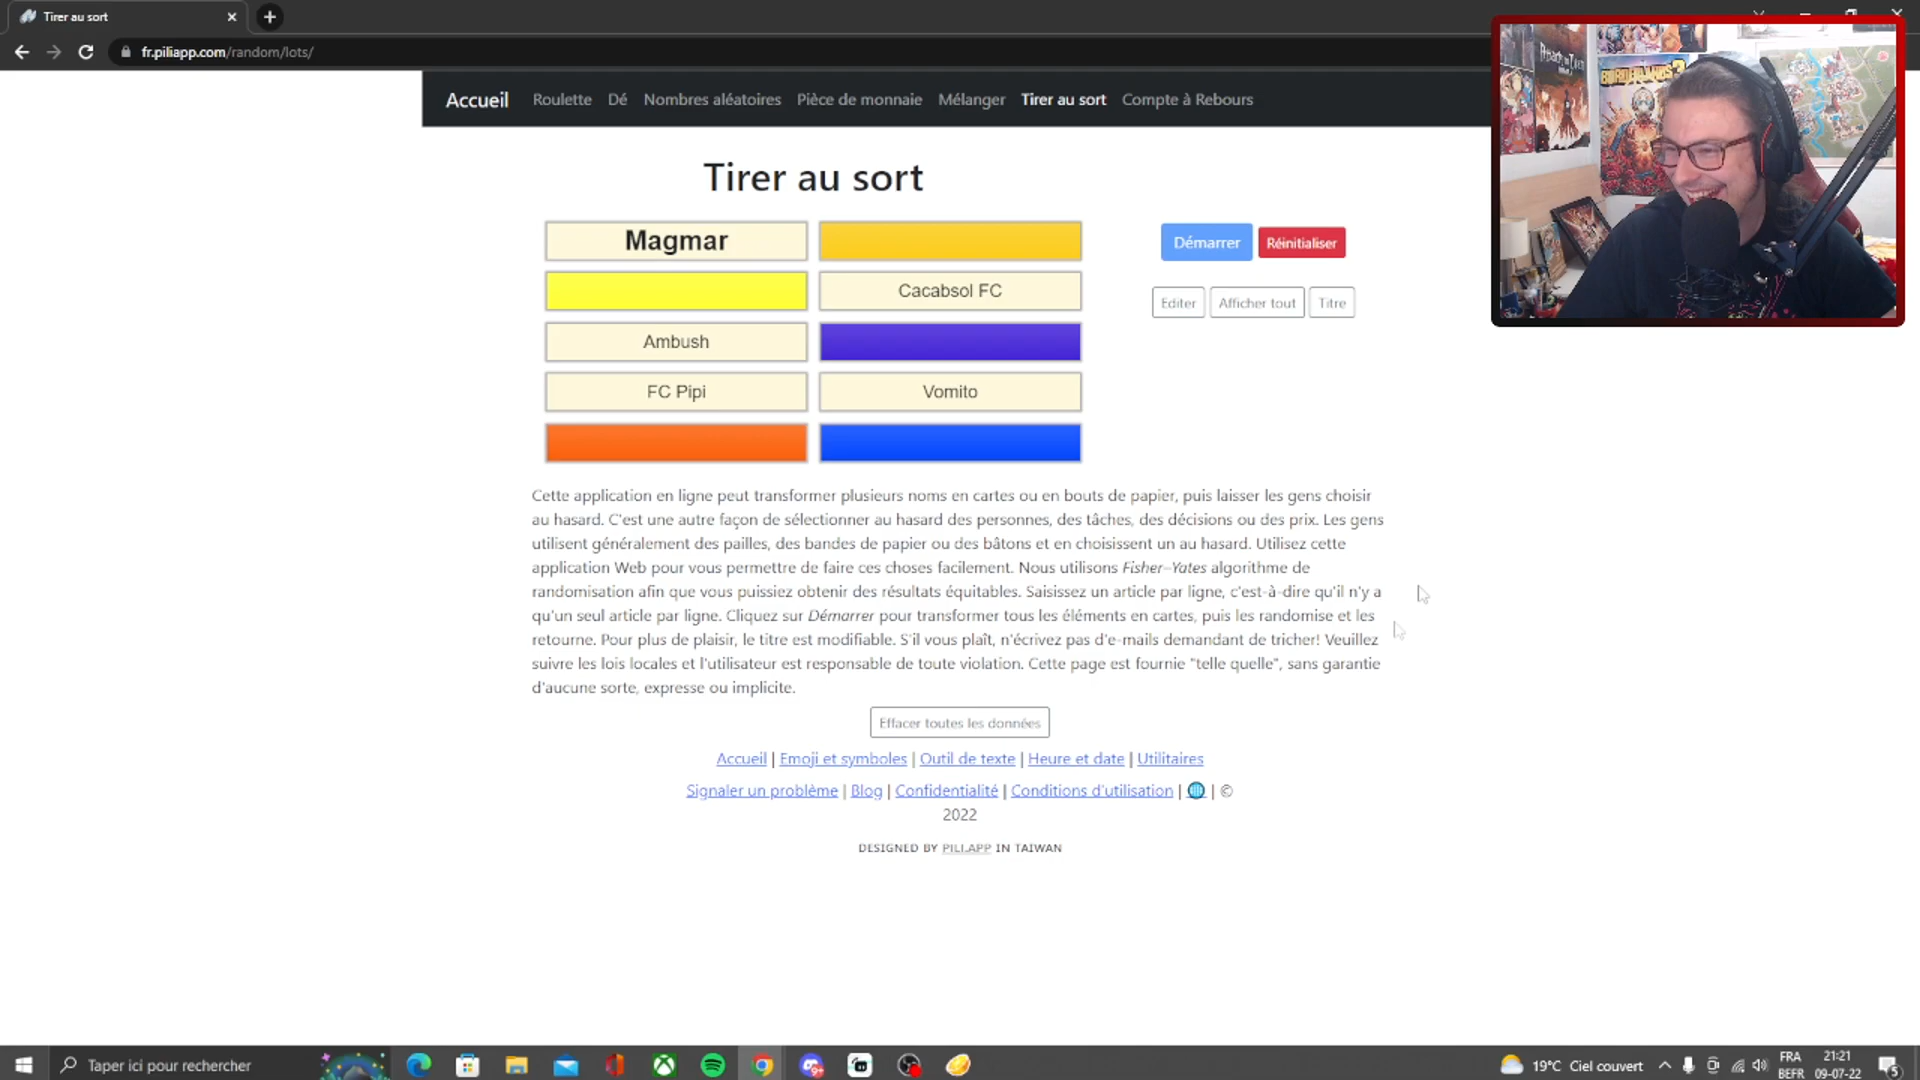 Tirer au sort
fr.piliapp.com/random/lots/
Accueil Roulette Dé Nombres aléatoires Pièce de monnaie Mélanger Tirer au sort Compte à Rebours
Tirer au sort
Magmar
Démarrer Réinitialiser
Cacabsol FC
Editer Afficher tout Titre
Ambush
FC Pipi Vomito
Cette application en ligne peut transformer plusieurs noms en cartes ou en bouts de papier, puis laisser les gens choisir
au hasard. C'est une autre façon de sélectionner au hasard des personnes, des tâches, des décisions ou des prix. Les gens
utilisent généralement des pailles, des bandes de papier ou des bâtons et en choisissent un au hasard. Utilisez cette
application Web pour vous permettre de faire ces choses facilement. Nous utilisons Fisher–Yates algorithme de
randomisation afin que vous puissiez obtenir des résultats équitables. Saisissez un article par ligne, c'est-à-dire qu'il n'y a
qu'un seul article par ligne. Cliquez sur Démarrer pour transformer tous les éléments en cartes, puis les randomise et les
retourne. Pour plus de plaisir, le titre est modifiable. S'il vous plaît, n'écrivez pas d'e-mails demandant de tricher! Veuillez
suivre les lois locales et l'utilisateur est responsable de toute violation. Cette page est fournie "telle quelle", sans garantie
d'aucune sorte, expresse ou implicite.
Effacer toutes les données
Accueil | Emoji et symboles | Outil de texte | Heure et date | Utilitaires
Signaler un problème | Blog | Confidentialité | Conditions d'utilisation | | ©
2022
DESIGNED BY PILI.APP IN TAIWAN
BORDERLANDS 3
Taper ici pour rechercher
19°C Ciel couvert
FRA 21:21
BEFR 09-07-22
5